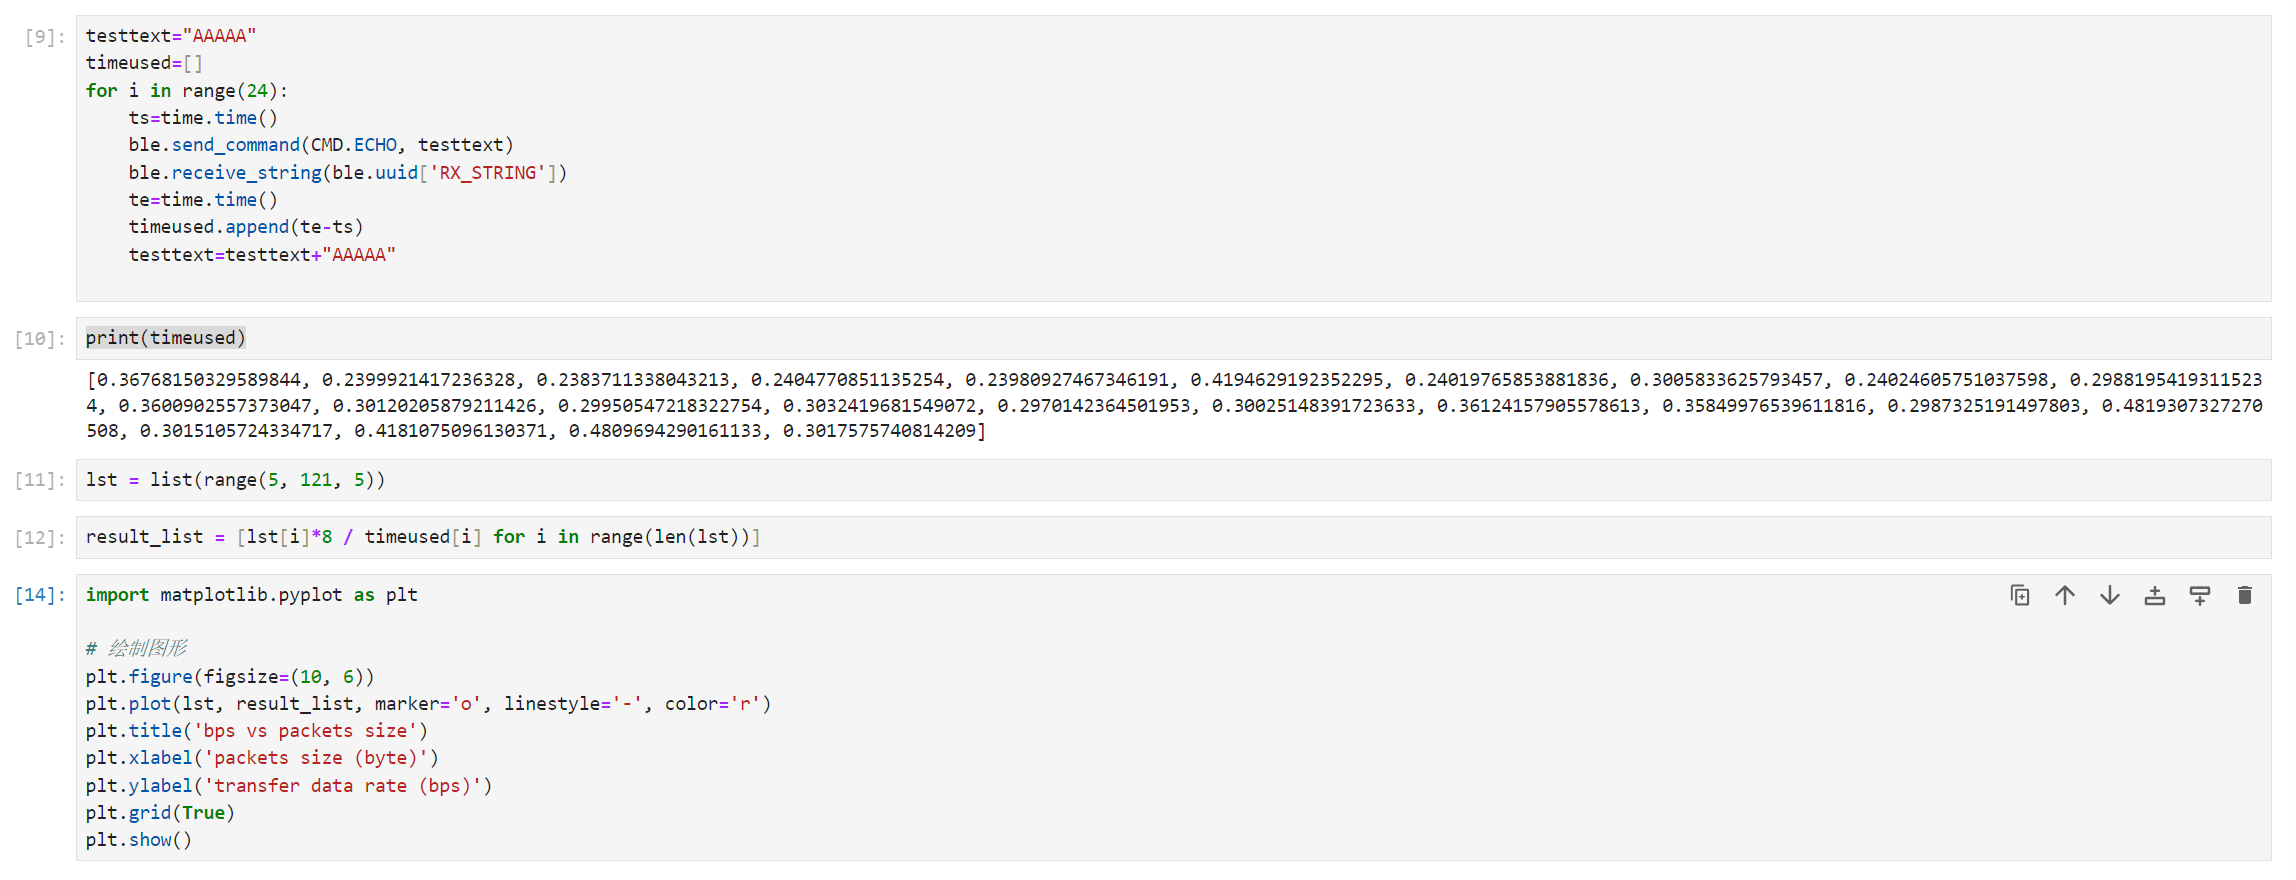 [9]:
testtext="AAAAA"
timeused=[]
for i in range(24):
    ts=time.time()
    ble.send_command(CMD.ECHO, testtext)
    ble.receive_string(ble.uuid['RX_STRING'])
    te=time.time()
    timeused.append(te-ts)
    testtext=testtext+"AAAAA"
[10]:
print(timeused)
[0.36768150329589844, 0.2399921417236328, 0.2383711338043213, 0.2404770851135254, 0.23980927467346191, 0.4194629192352295, 0.24019765853881836, 0.3005833625793457, 0.24024605751037598, 0.2988195419311523
4, 0.3600902557373047, 0.30120205879211426, 0.29950547218322754, 0.3032419681549072, 0.2970142364501953, 0.30025148391723633, 0.36124157905578613, 0.35849976539611816, 0.2987325191497803, 0.4819307327270
508, 0.3015105724334717, 0.4181075096130371, 0.4809694290161133, 0.3017575740814209]
[11]:
lst = list(range(5, 121, 5))
[12]:
result_list = [lst[i]*8 / timeused[i] for i in range(len(lst))]
[14]:
import matplotlib.pyplot as plt
# 绘制图形
plt.figure(figsize=(10, 6))
plt.plot(lst, result_list, marker='o', linestyle='-', color='r')
plt.title('bps vs packets size')
plt.xlabel('packets size (byte)')
plt.ylabel('transfer data rate (bps)')
plt.grid(True)
plt.show()